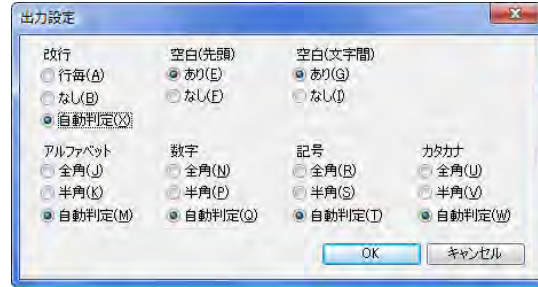 出力設定
改行 空白(先頭) 空白(文字間)
行毎(A) あり(E) あり(G)
なし(B) なし(F) なし(I)
自動判定(X)
アルファベット 数字 記号 カタカナ
全角(J) 全角(N) 全角(R) 全角(U)
半角(K) 半角(P) 半角(S) 半角(V)
自動判定(M) 自動判定(Q) 自動判定(T) 自動判定(W)
OK キャンセル